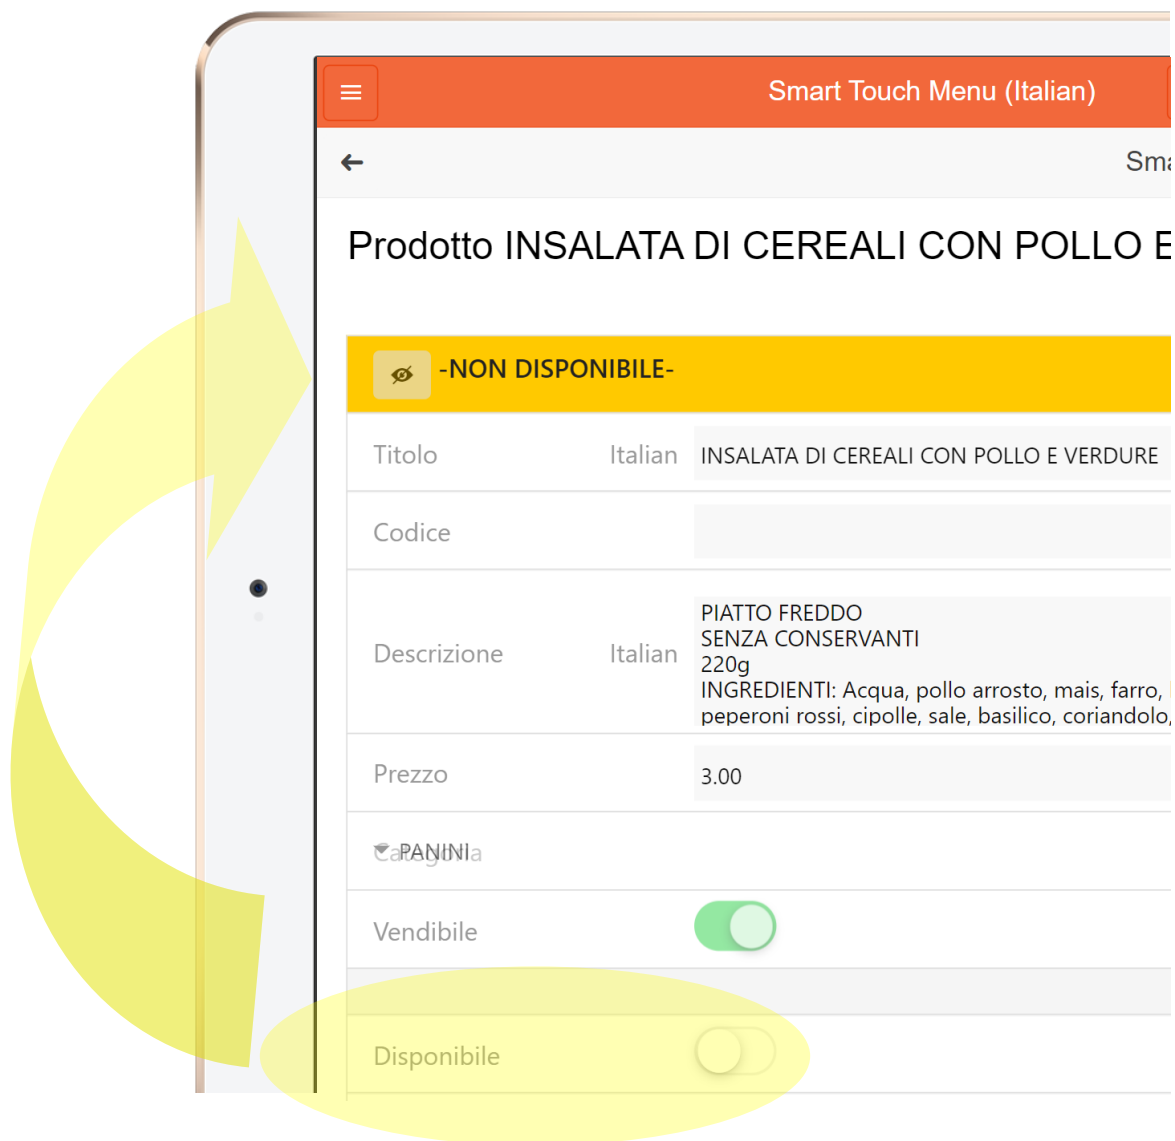 Smart Touch Menu (Italian)
Prodotto INSALATA DI CEREALI CON POLLO E
-NON DISPONIBILE-
Titolo Italian INSALATA DI CEREALI CON POLLO E VERDURE
Codice
Descrizione Italian
PIATTO FREDDO
SENZA CONSERVANTI
220g
INGREDIENTI: Acqua, pollo arrosto, mais, farro,
peperoni rossi, cipolle, sale, basilico, coriandolo,
Prezzo 3.00
Categoria PANINI
Vendibile
Disponibile